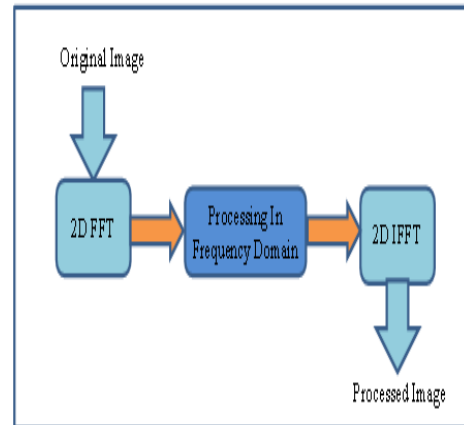 Original Image
2D FFT
Processing In
Frequency Domain
2D IFFT
Processed Image